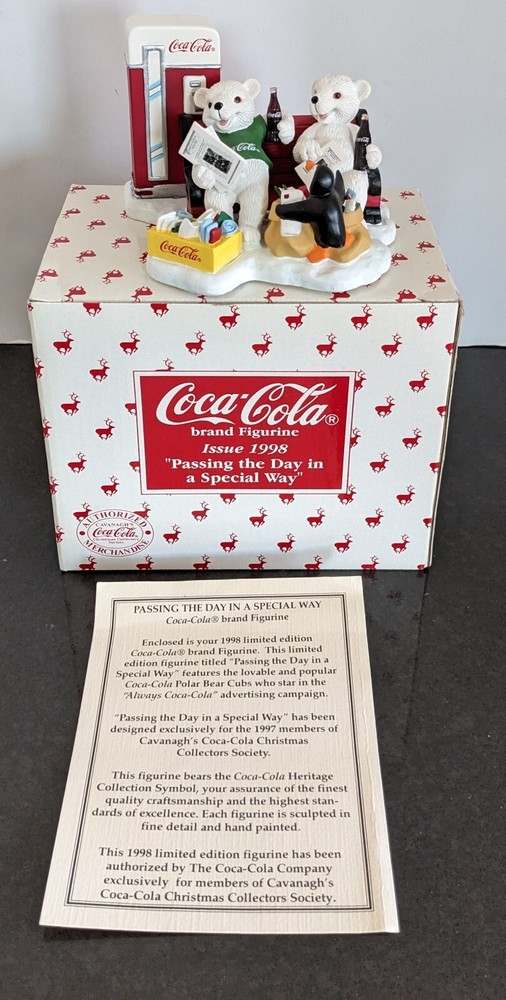 Coca-Cola®
Coca-Cola
Coca-Cola®
Coca-Cola®
brand Figurine
Issue 1998
"Passing the Day in
a Special Way"
AUTHORIZED
CAVANAGH'S
Coca-Cola
Christmas Collectors
Society
MERCHANDISE
PASSING THE DAY IN A SPECIAL WAY
Coca-Cola® brand Figurine
Enclosed is your 1998 limited edition
Coca-Cola® brand Figurine. This limited
edition figurine titled "Passing the Day in a
Special Way" features the lovable and popular
Coca-Cola Polar Bear Cubs who star in the
"Always Coca-Cola" advertising campaign.
"Passing the Day in a Special Way" has been
designed exclusively for the 1997 members of
Cavanagh's Coca-Cola Christmas
Collectors Society.
This figurine bears the Coca-Cola Heritage
Collection Symbol, your assurance of the finest
quality craftsmanship and the highest stan-
dards of excellence. Each figurine is sculpted in
fine detail and hand painted.
This 1998 limited edition figurine has been
authorized by The Coca-Cola Company
exclusively for members of Cavanagh's
Coca-Cola Christmas Collectors Society.